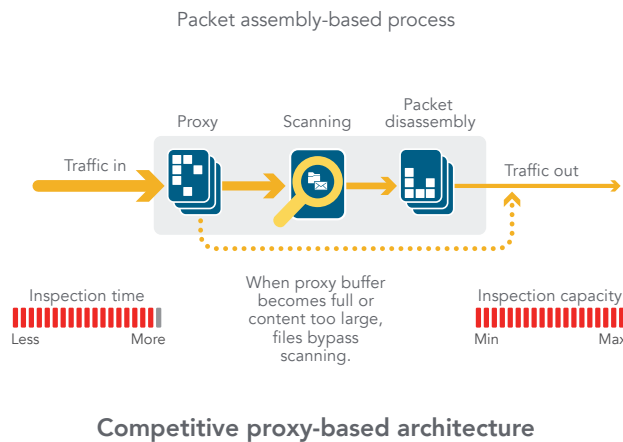 Packet assembly-based process
Proxy
Scanning
Packet
disassembly
Traffic in
Traffic out
When proxy buffer
becomes full or
content too large,
files bypass
scanning.
Inspection time
Less
More
Inspection capacity
Min
Max
Competitive proxy-based architecture